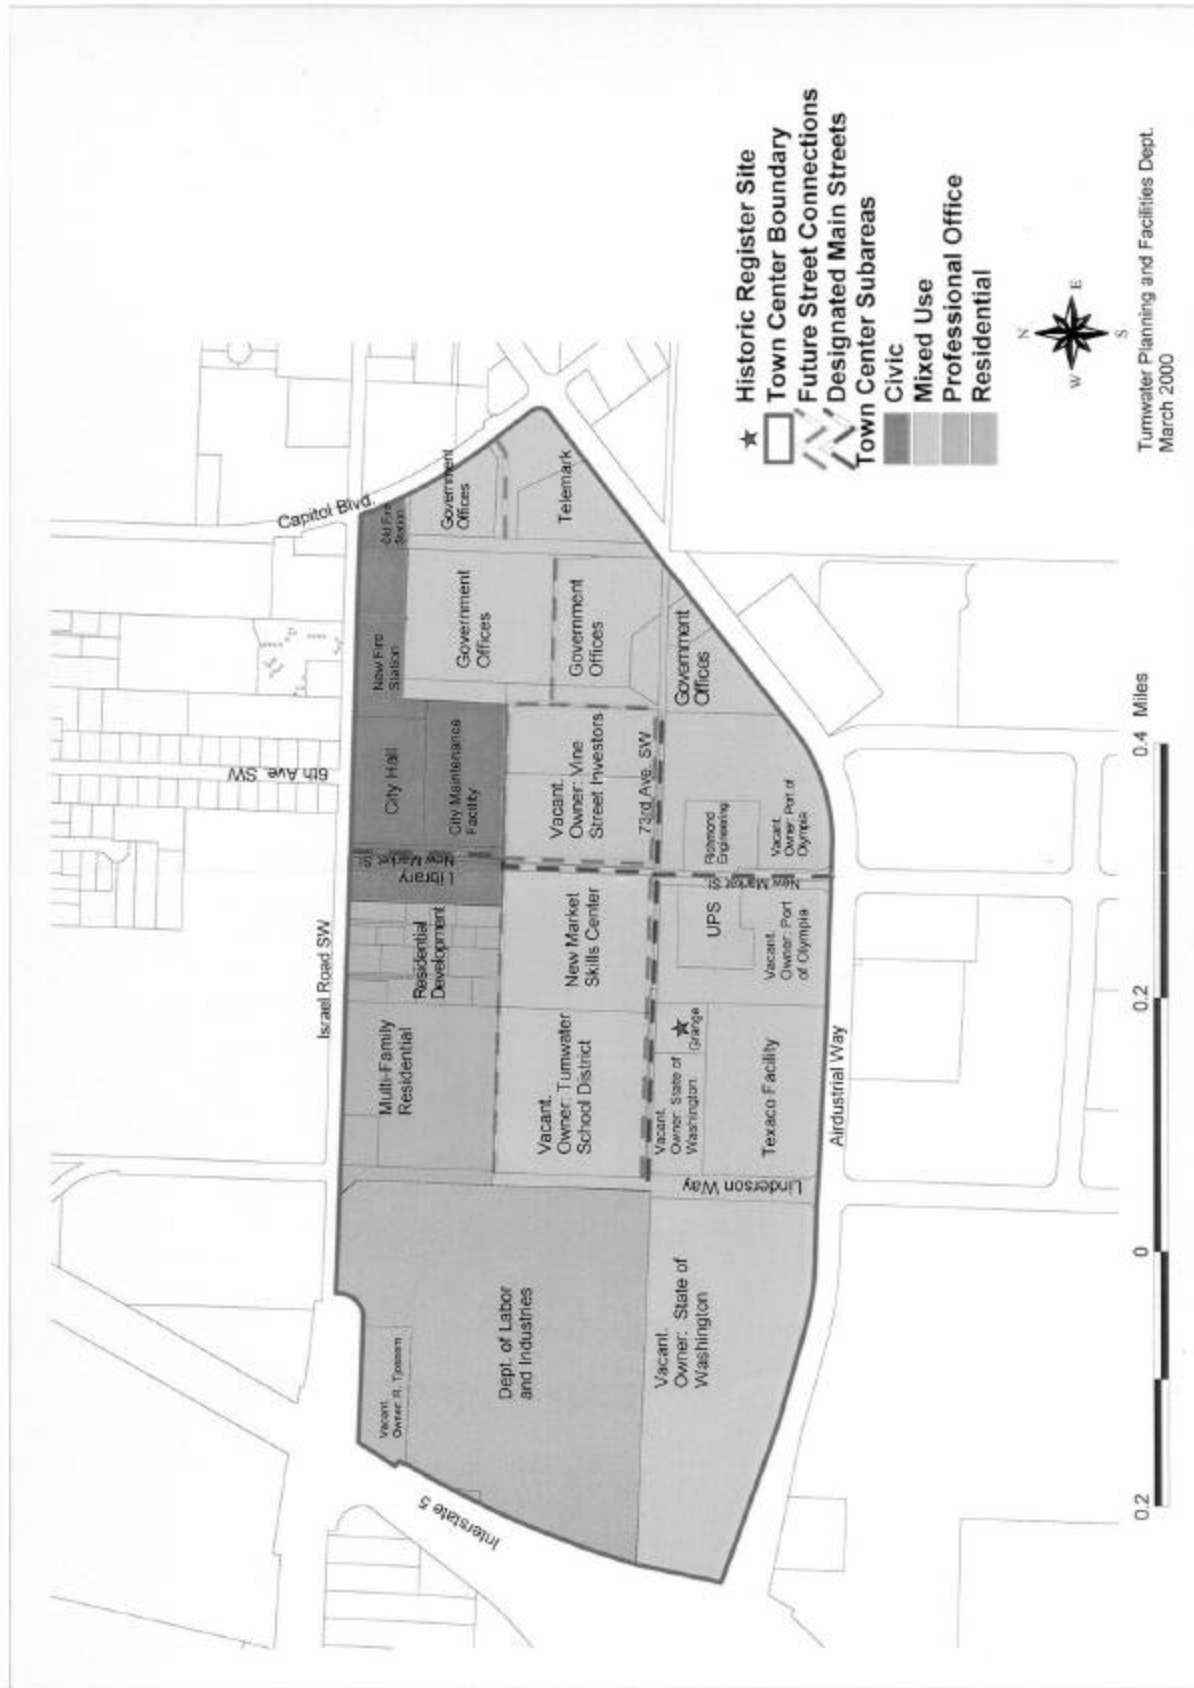 Historic Register Site
Town Center Boundary
Future Street Connections
Designated Main Streets
Town Center Subareas
Civic
Mixed Use
Professional Office
Residential
N
W
E
S
Tumwater Planning and Facilities Dept.
March 2000
Capitol Blvd.
6th Ave. SW
Israel Road SW
Interstate 5
Old Fire
Station
Government
Offices
Telemark
New Fire
Station
Government
Offices
Government
Offices
Government
Offices
City Hall
City Maintenance
Facility
Vacant.
Owner: Vine
Street Investors
73rd Ave. SW
Richmond
Engineering
Vacant.
Owner: Port of
Olympia
New Market St.
Library
New Market St.
Residential
Development
New Market
Skills Center
UPS
Vacant.
Owner: Port
of Olympia
Multi-Family
Residential
Vacant.
Owner: Tumwater
School District
Grange
Vacant.
Owner: State of
Washington
Texaco Facility
Airdustrial Way
Linderson Way
Vacant.
Owner: R. Tjossem
Dept. of Labor
and Industries
Vacant.
Owner: State of
Washington
0.2
0
0.2
0.4 Miles